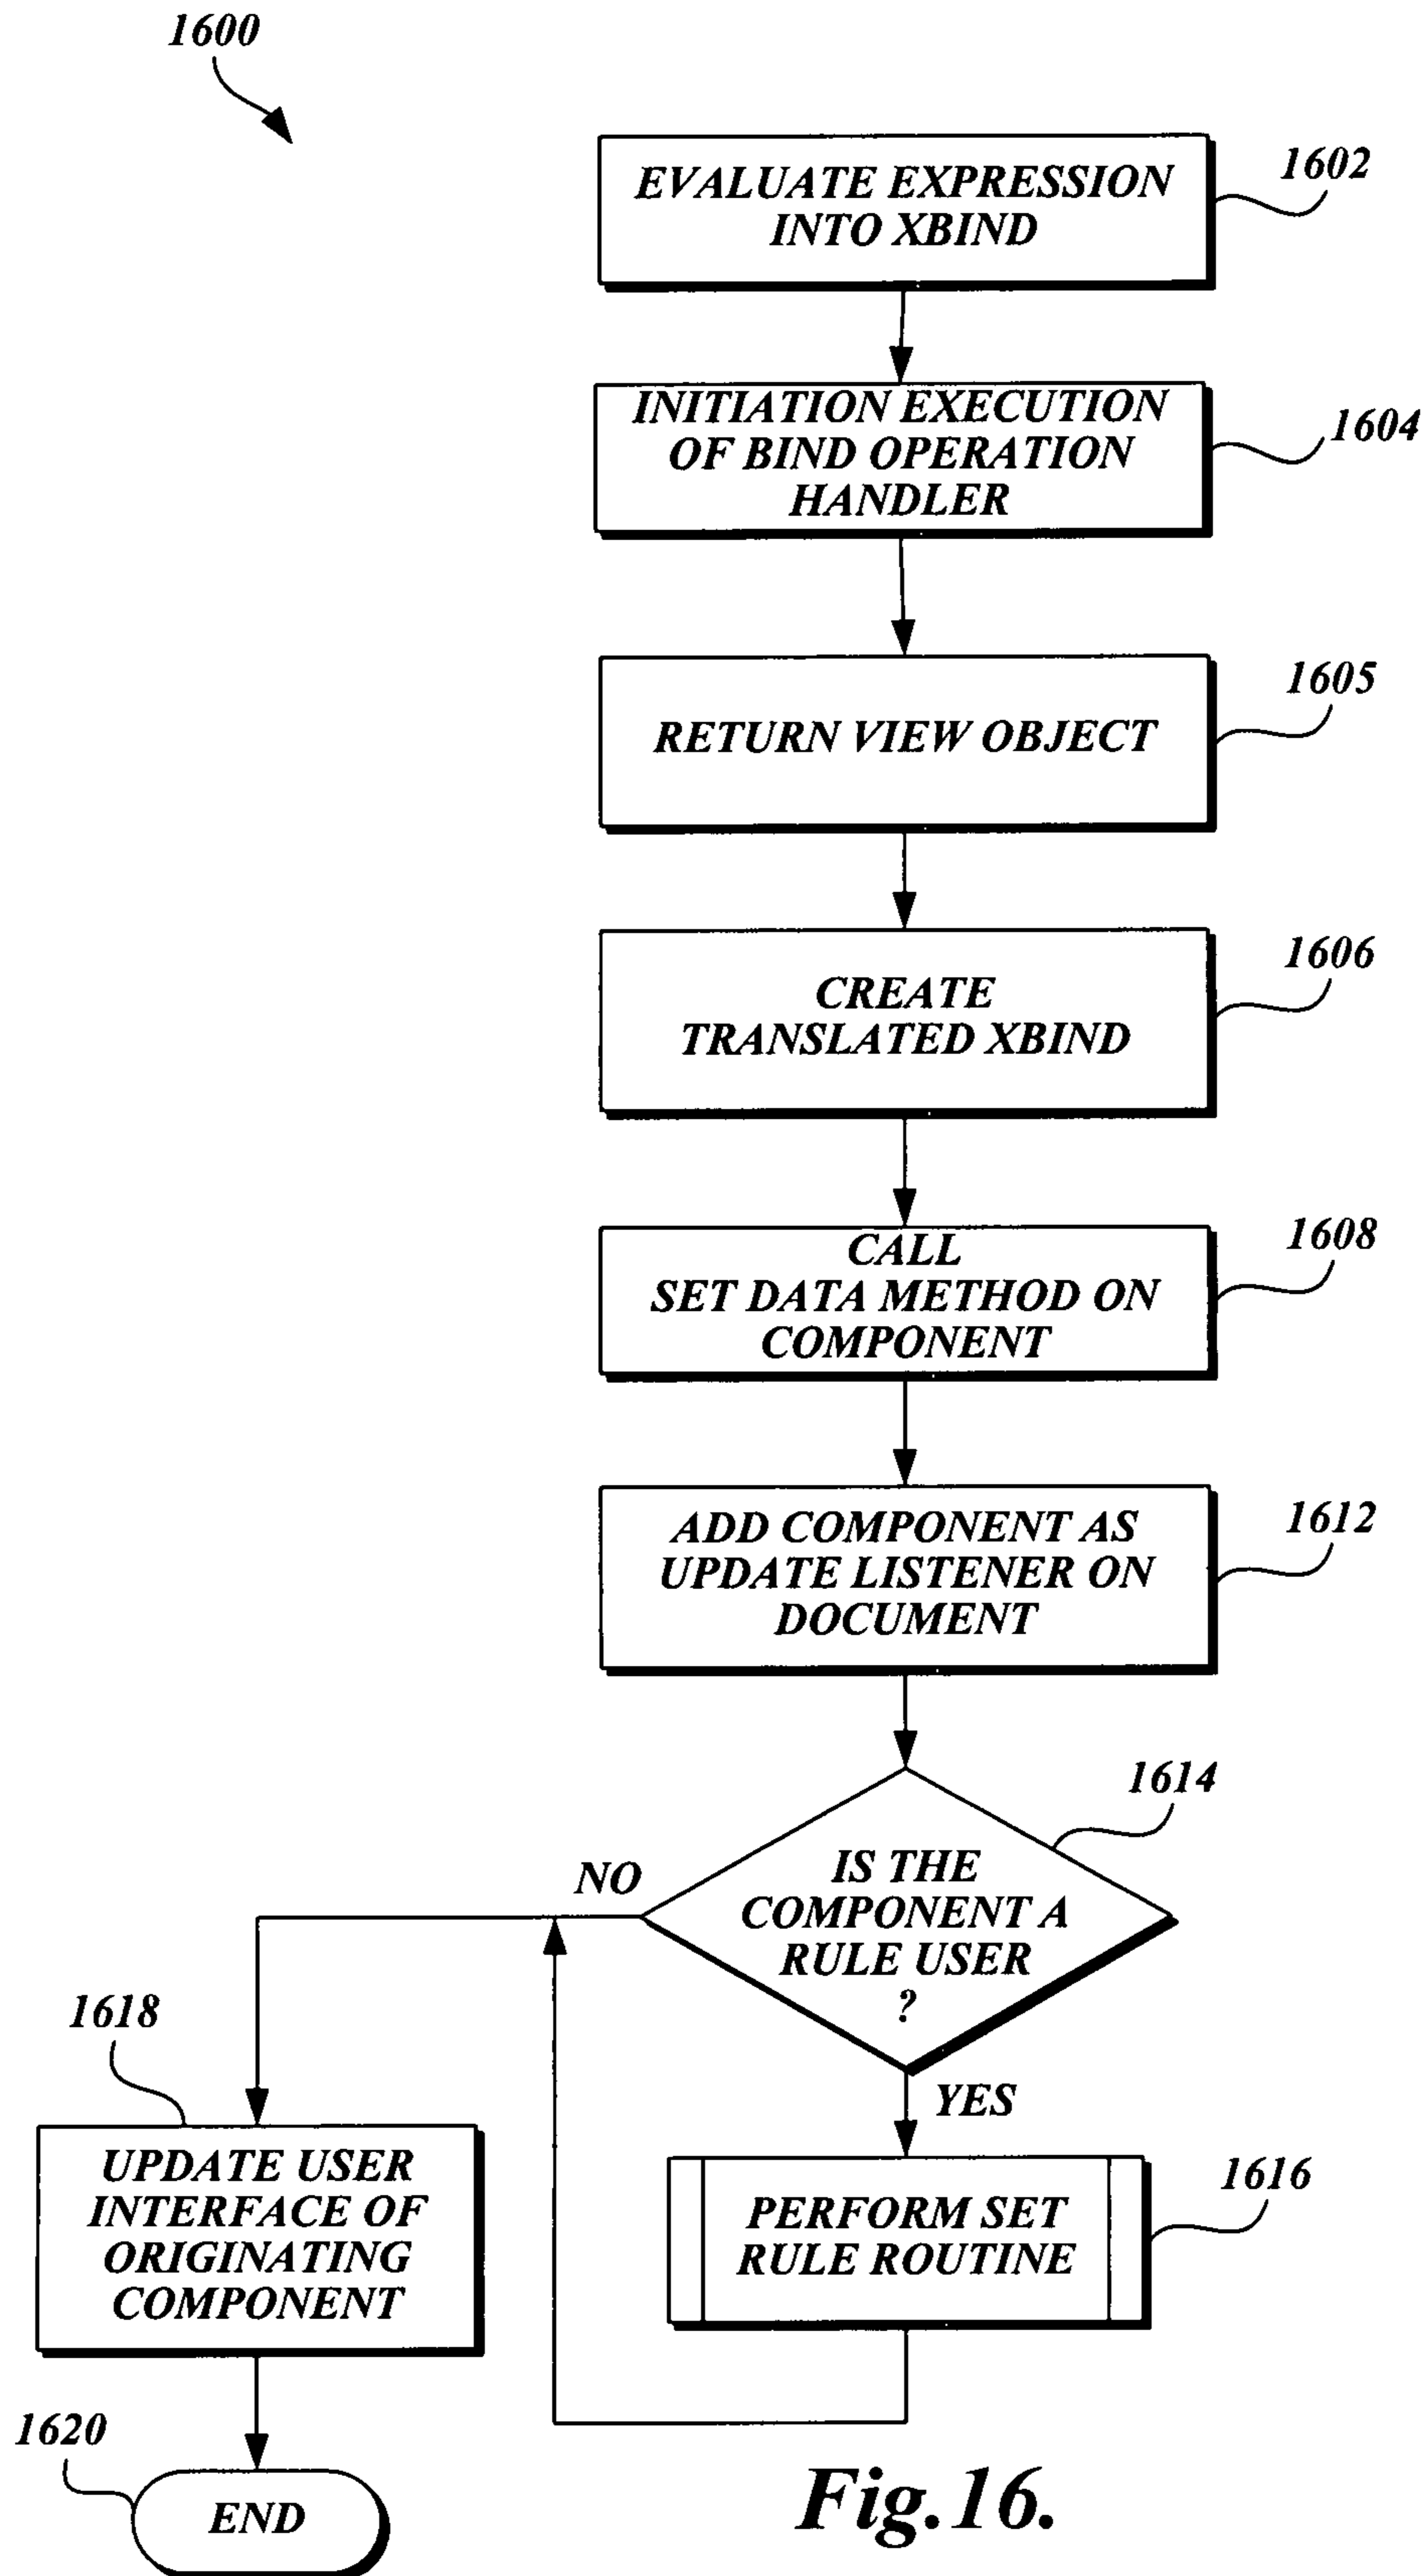 1600
EVALUATE EXPRESSION
INTO XBIND
1602
INITIATION EXECUTION
OF BIND OPERATION
HANDLER
1604
RETURN VIEW OBJECT
1605
CREATE
TRANSLATED XBIND
1606
CALL
SET DATA METHOD ON
COMPONENT
1608
ADD COMPONENT AS
UPDATE LISTENER ON
DOCUMENT
1612
IS THE
COMPONENT A
RULE USER
?
1614
NO
YES
PERFORM SET
RULE ROUTINE
1616
1618
UPDATE USER
INTERFACE OF
ORIGINATING
COMPONENT
1620
END
Fig.16.